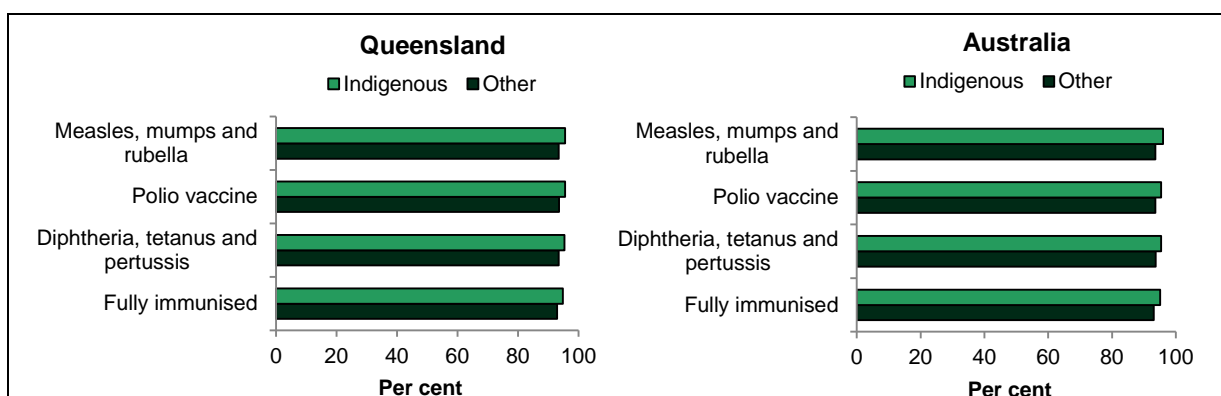 Queensland
Indigenous Other
Measles, mumps and
rubella
Polio vaccine
Diphtheria, tetanus and
pertussis
Fully immunised
0 20 40 60 80 100
Per cent
Australia
Indigenous Other
Measles, mumps and
rubella
Polio vaccine
Diphtheria, tetanus and
pertussis
Fully immunised
0 20 40 60 80 100
Per cent